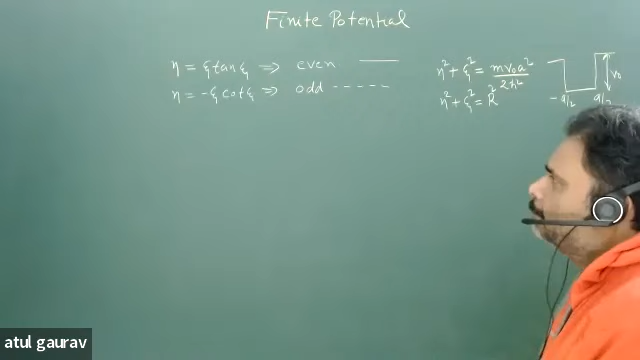 Finite Potential
η = ξ tan ξ ⇒ even ———
η = -ξ cot ξ ⇒ odd - - - - -
η² + ξ² = mv₀a²/2ħ²
η² + ξ² = R²
v₀
-a/2 a/2
atul gaurav